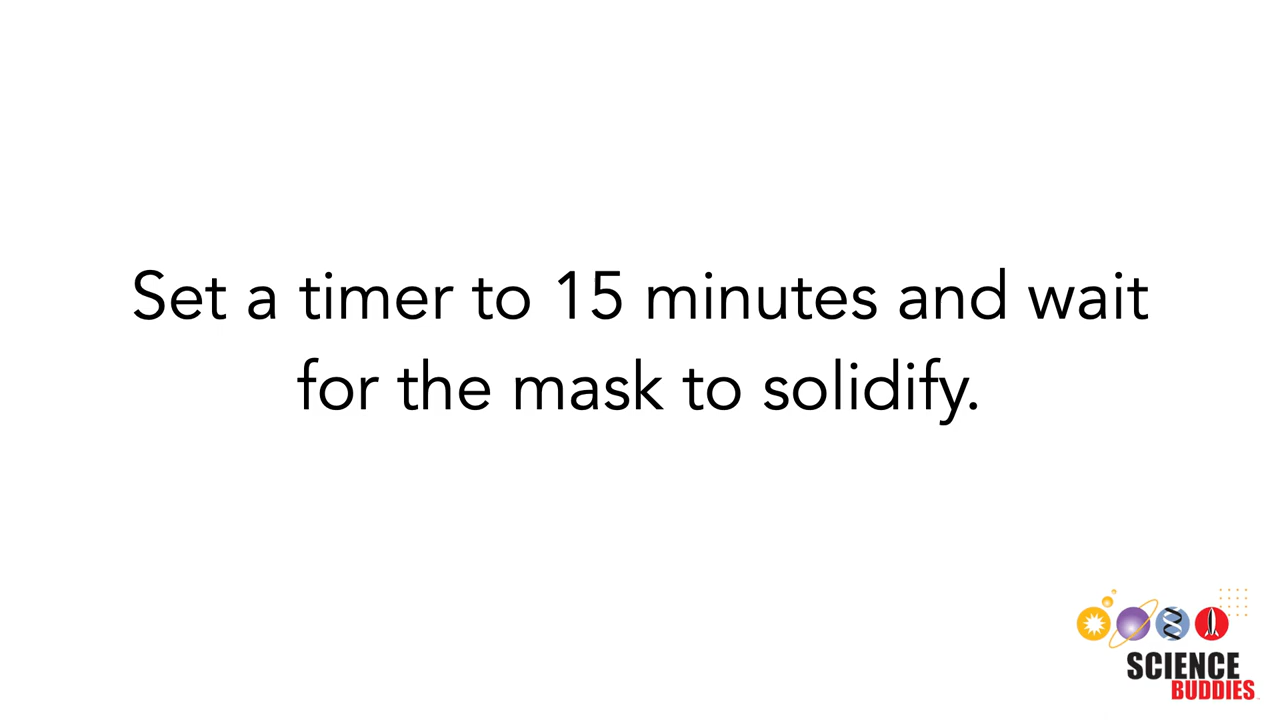 Set a timer to 15 minutes and wait
for the mask to solidify.
SCIENCE
BUDDIES